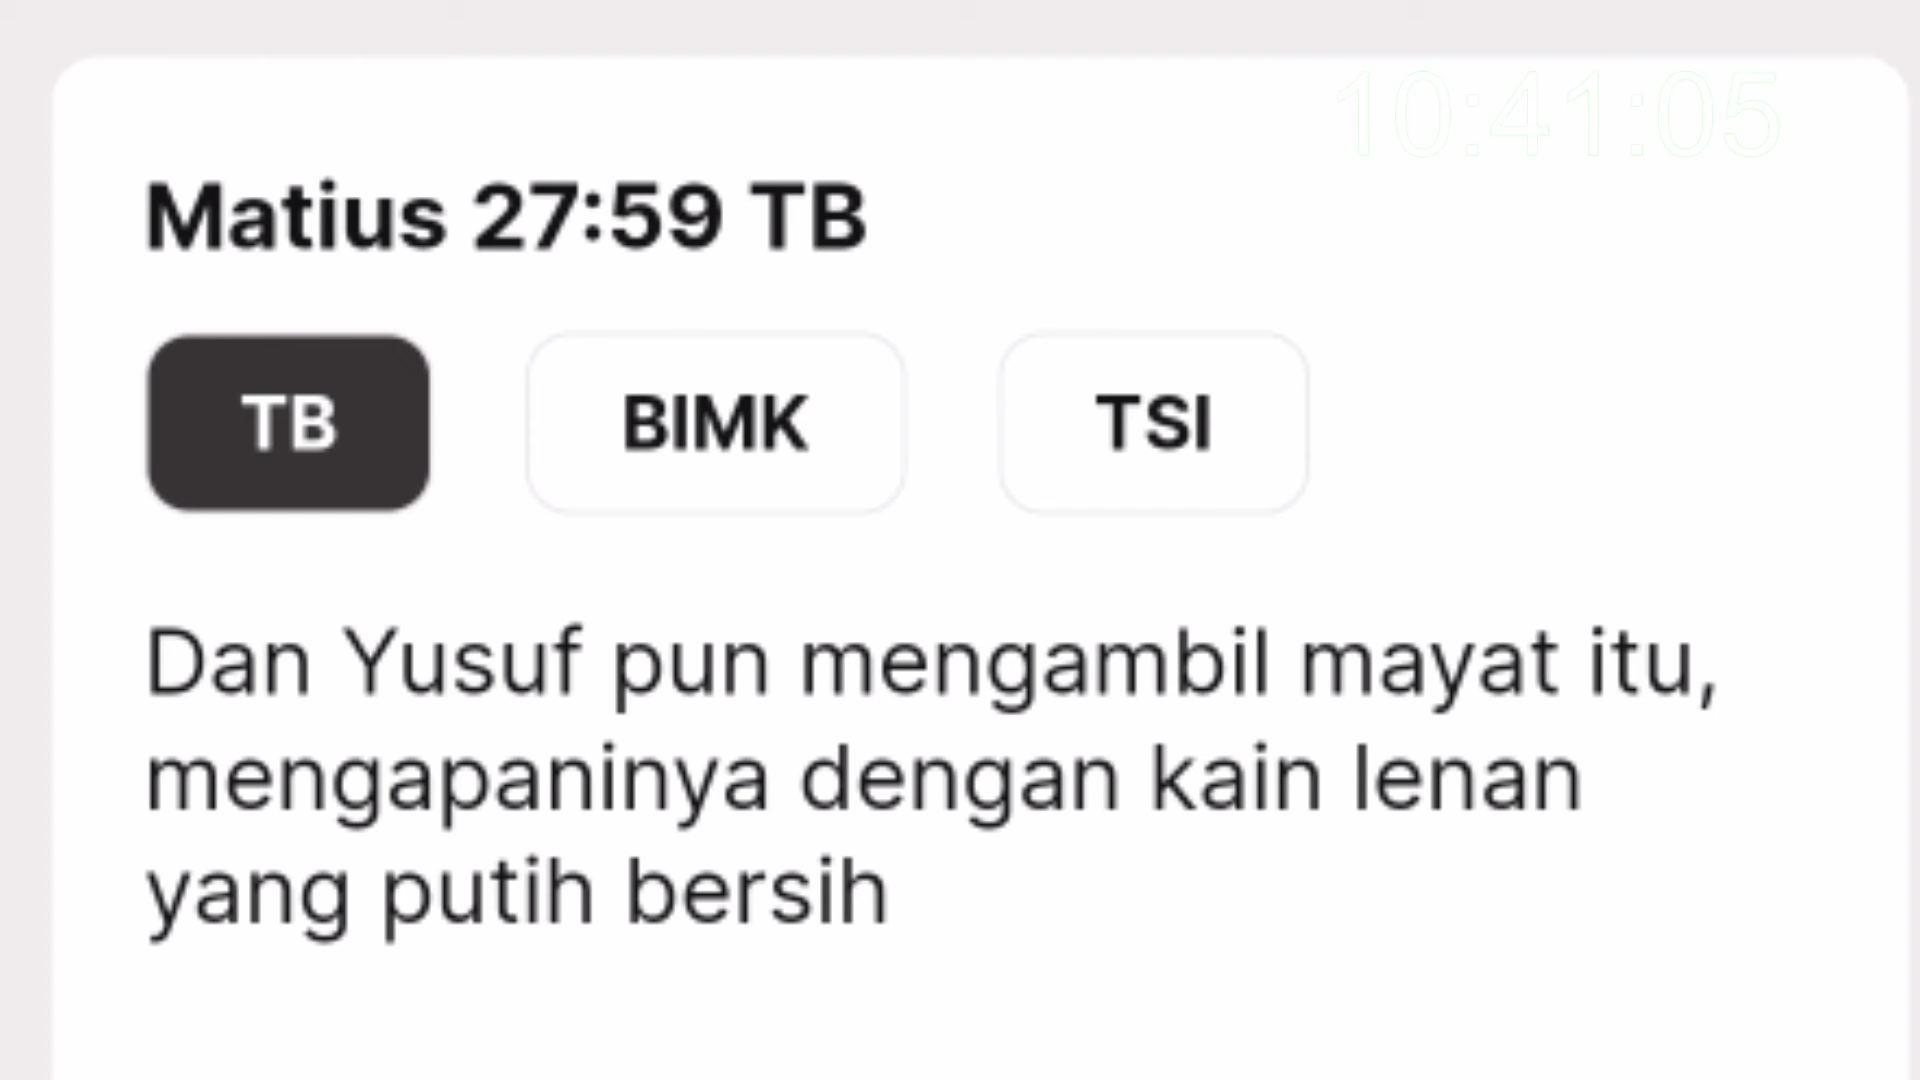 10:41:05
Matius 27:59 TB
TB BIMK TSI
Dan Yusuf pun mengambil mayat itu,
mengapaninya dengan kain lenan
yang putih bersih